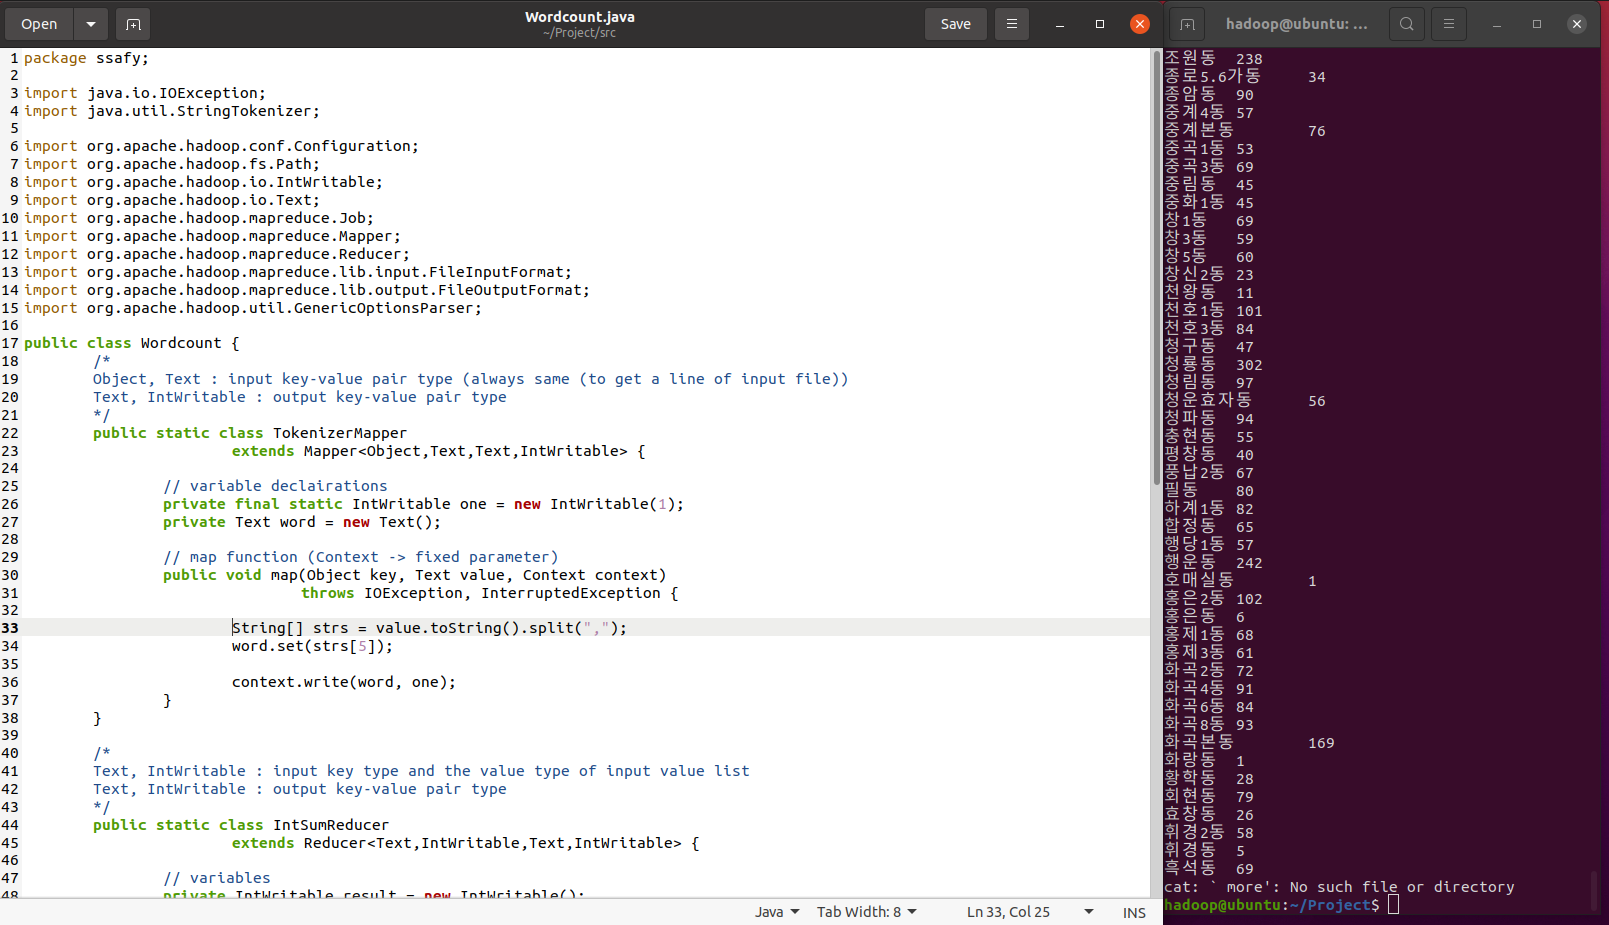 Open
Wordcount.java
~/Project/src
Save
1 package ssafy;
2
3 import java.io.IOException;
4 import java.util.StringTokenizer;
5
6 import org.apache.hadoop.conf.Configuration;
7 import org.apache.hadoop.fs.Path;
8 import org.apache.hadoop.io.IntWritable;
9 import org.apache.hadoop.io.Text;
10 import org.apache.hadoop.mapreduce.Job;
11 import org.apache.hadoop.mapreduce.Mapper;
12 import org.apache.hadoop.mapreduce.Reducer;
13 import org.apache.hadoop.mapreduce.lib.input.FileInputFormat;
14 import org.apache.hadoop.mapreduce.lib.output.FileOutputFormat;
15 import org.apache.hadoop.util.GenericOptionsParser;
16
17 public class Wordcount {
18 /*
19 Object, Text : input key-value pair type (always same (to get a line of input file))
20 Text, IntWritable : output key-value pair type
21 */
22 public static class TokenizerMapper
23 extends Mapper<Object,Text,Text,IntWritable> {
24
25 // variable declairations
26 private final static IntWritable one = new IntWritable(1);
27 private Text word = new Text();
28
29 // map function (Context -> fixed parameter)
30 public void map(Object key, Text value, Context context)
31 throws IOException, InterruptedException {
32
33 String[] strs = value.toString().split(",");
34 word.set(strs[5]);
35
36 context.write(word, one);
37 }
38 }
39
40 /*
41 Text, IntWritable : input key type and the value type of input value list
42 Text, IntWritable : output key-value pair type
43 */
44 public static class IntSumReducer
45 extends Reducer<Text,IntWritable,Text,IntWritable> {
46
47 // variables
48 private IntWritable result = new IntWritable();
Java Tab Width: 8 Ln 33, Col 25 INS
hadoop@ubuntu: ...
조원동 238
종로5.6가동 34
종암동 90
중계4동 57
중계본동 76
중곡1동 53
중곡3동 69
중림동 45
중화1동 45
창1동 69
창3동 59
창5동 60
창신2동 23
천왕동 11
천호1동 101
천호3동 84
청구동 47
청룡동 302
청림동 97
청운효자동 56
청파동 94
충현동 55
평창동 40
풍납2동 67
필동 80
하계1동 82
합정동 65
행당1동 57
행운동 242
호매실동 1
홍은2동 102
홍은동 6
홍제1동 68
홍제3동 61
화곡2동 72
화곡4동 91
화곡6동 84
화곡8동 93
화곡본동 169
화랑동 1
황학동 28
회현동 79
효창동 26
휘경2동 58
휘경동 5
흑석동 69
cat: ` more': No such file or directory
hadoop@ubuntu:~/Project$